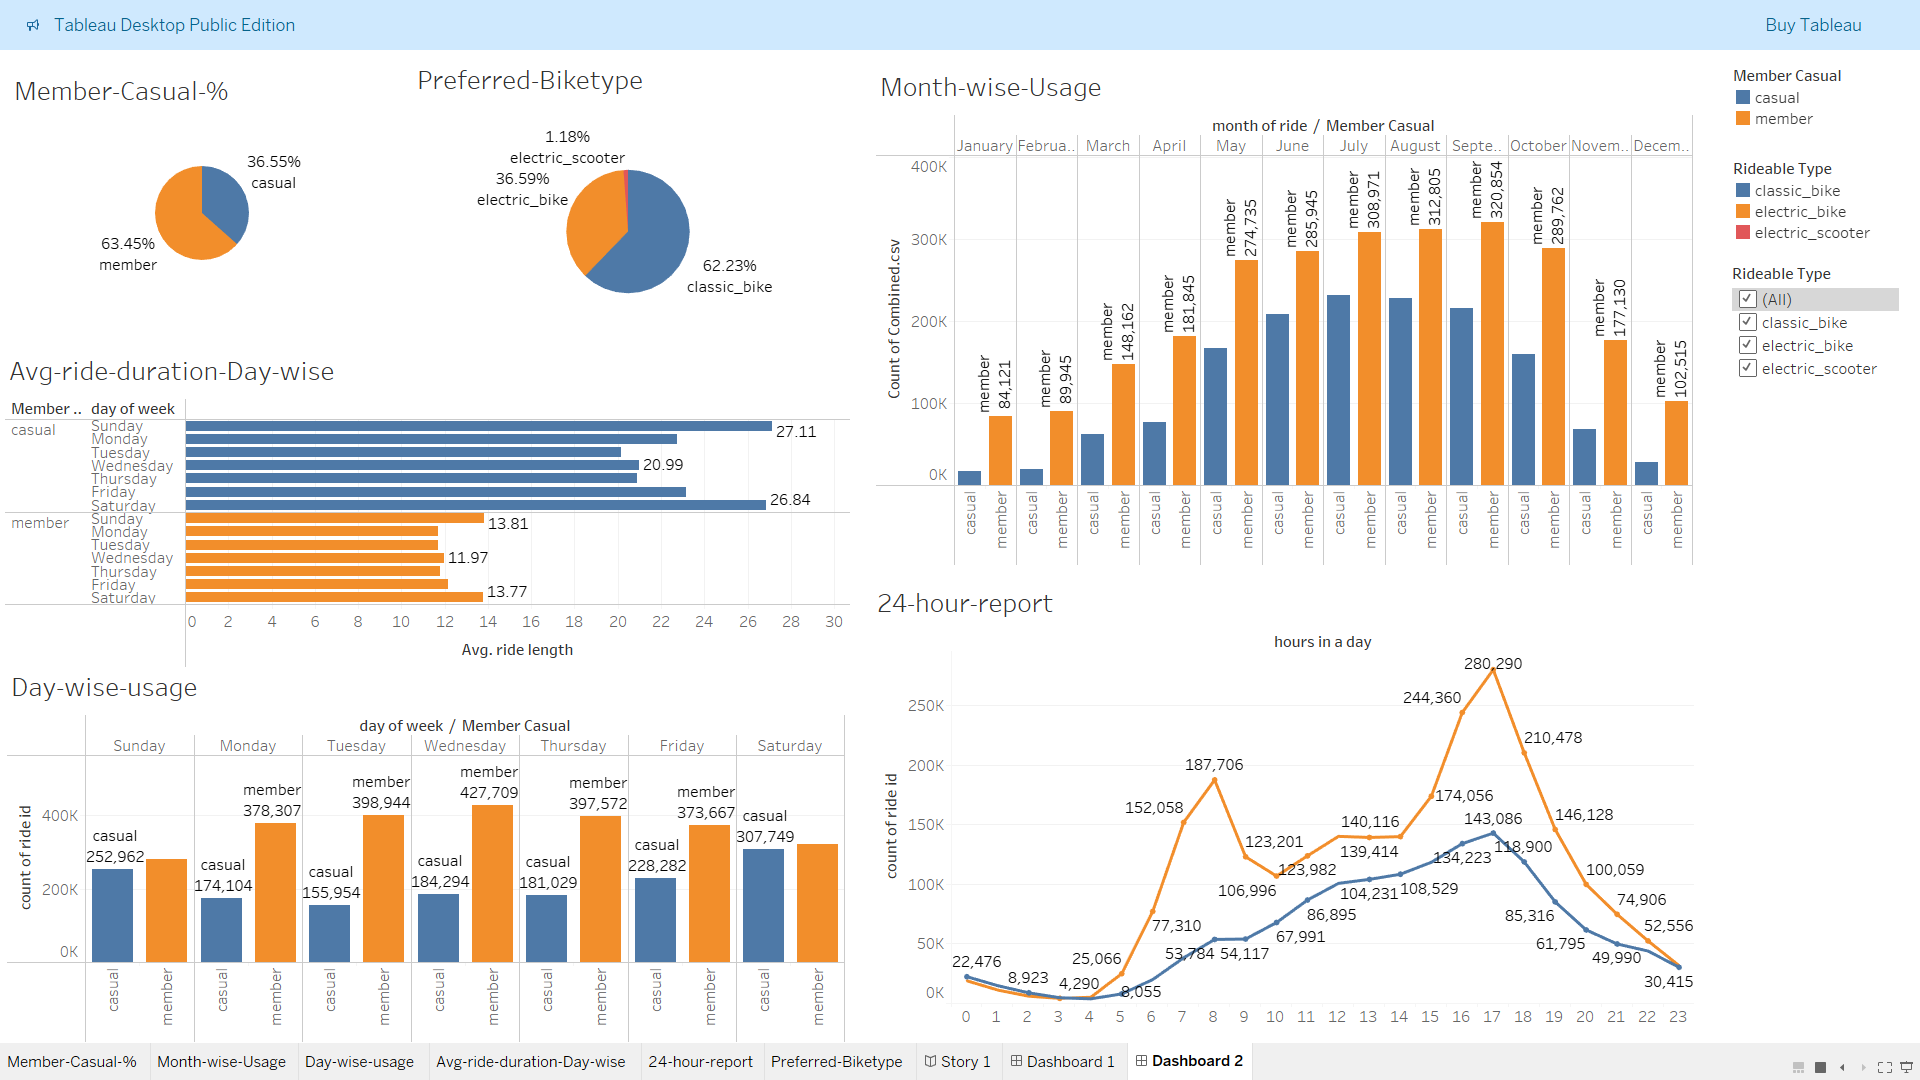 Tableau Desktop Public Edition
Buy Tableau
Member-Casual-%
36.55%
casual
63.45%
member
Preferred-Biketype
1.18%
electric_scooter
36.59%
electric_bike
62.23%
classic_bike
Avg-ride-duration-Day-wise
Member .. day of week
casual
Sunday 27.11
Monday
Tuesday
Wednesday 20.99
Thursday
Friday
Saturday 26.84
member
Sunday 13.81
Monday
Tuesday
Wednesday 11.97
Thursday
Friday
Saturday 13.77
0 2 4 6 8 10 12 14 16 18 20 22 24 26 28 30
Avg. ride length
Day-wise-usage
day of week / Member Casual
Sunday Monday Tuesday Wednesday Thursday Friday Saturday
count of ride id
400K
200K
0K
casual
252,962
casual
174,104
member
378,307
casual
155,954
member
398,944
casual
184,294
member
427,709
casual
181,029
member
397,572
casual
228,282
member
373,667
casual
307,749
casual member casual member casual member casual member casual member casual member casual member
Month-wise-Usage
month of ride / Member Casual
January Februa.. March April May June July August Septe.. October Novem.. Decem..
Count of Combined.csv
400K
300K
200K
100K
0K
member
84,121
member
89,945
member
148,162
member
181,845
member
274,735
member
285,945
member
308,971
member
312,805
member
320,854
member
289,762
member
177,130
member
102,515
casual member casual member casual member casual member casual member casual member casual member casual member casual member casual member casual member casual member
24-hour-report
hours in a day
count of ride id
250K
200K
150K
100K
50K
0K
280,290
244,360
210,478
187,706
152,058
174,056
143,086
146,128
140,116
123,201
139,414
134,223
118,900
123,982
106,996
104,231
108,529
100,059
86,895
74,906
85,316
77,310
67,991
61,795
52,556
53,784
54,117
49,990
25,066
22,476
8,923
4,290
8,055
30,415
0 1 2 3 4 5 6 7 8 9 10 11 12 13 14 15 16 17 18 19 20 21 22 23
Member Casual
casual
member
Rideable Type
classic_bike
electric_bike
electric_scooter
Rideable Type
(All)
classic_bike
electric_bike
electric_scooter
Member-Casual-% Month-wise-Usage Day-wise-usage Avg-ride-duration-Day-wise 24-hour-report Preferred-Biketype Story 1 Dashboard 1 Dashboard 2